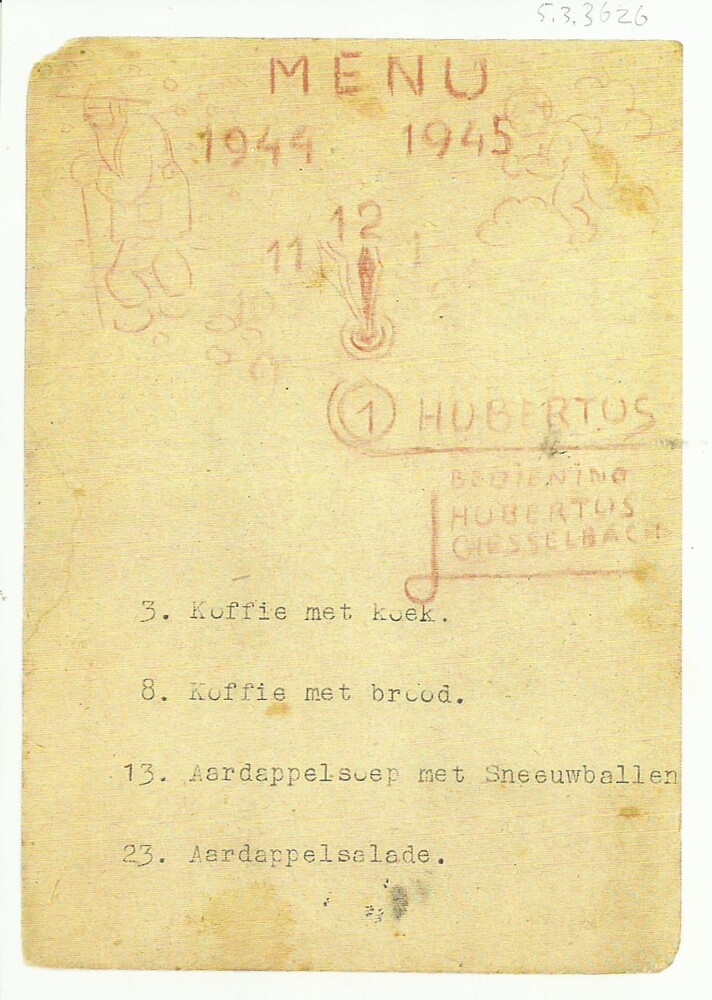 5.3.3626
MENU
1944 1945
12
11 1
10
1 HUBERTUS
BEDIENING
HUBERTUS
GIESSELBACH
3. Koffie met koek.
8. Koffie met brood.
13. Aardappelsoep met Sneeuwballen
23. Aardappelsalade.